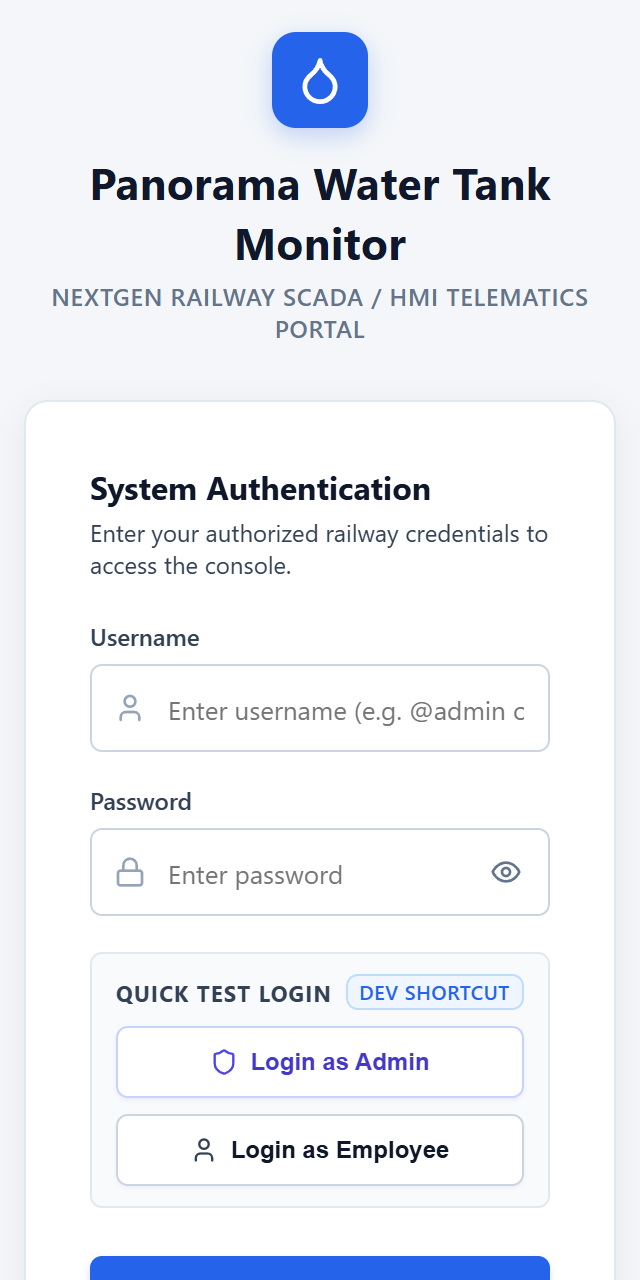 Panorama Water Tank
Monitor
NEXTGEN RAILWAY SCADA / HMI TELEMATICS
PORTAL
System Authentication
Enter your authorized railway credentials to
access the console.
Username
Enter username (e.g. @admin c
Password
Enter password
QUICK TEST LOGIN DEV SHORTCUT
Login as Admin
Login as Employee